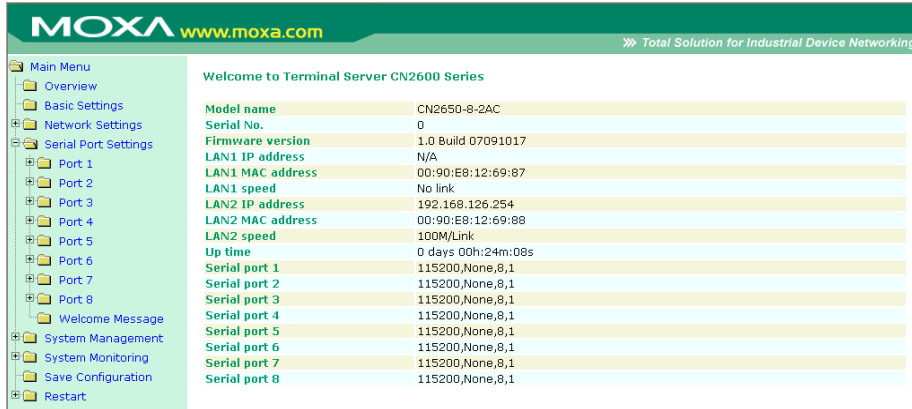 MOXA www.moxa.com
Total Solution for Industrial Device Networking
Main Menu
Overview
Basic Settings
Network Settings
Serial Port Settings
Port 1
Port 2
Port 3
Port 4
Port 5
Port 6
Port 7
Port 8
Welcome Message
System Management
System Monitoring
Save Configuration
Restart
Welcome to Terminal Server CN2600 Series
Model name CN2650-8-2AC
Serial No. 0
Firmware version 1.0 Build 07091017
LAN1 IP address N/A
LAN1 MAC address 00:90:E8:12:69:87
LAN1 speed No link
LAN2 IP address 192.168.126.254
LAN2 MAC address 00:90:E8:12:69:88
LAN2 speed 100M/Link
Up time 0 days 00h:24m:08s
Serial port 1 115200,None,8,1
Serial port 2 115200,None,8,1
Serial port 3 115200,None,8,1
Serial port 4 115200,None,8,1
Serial port 5 115200,None,8,1
Serial port 6 115200,None,8,1
Serial port 7 115200,None,8,1
Serial port 8 115200,None,8,1